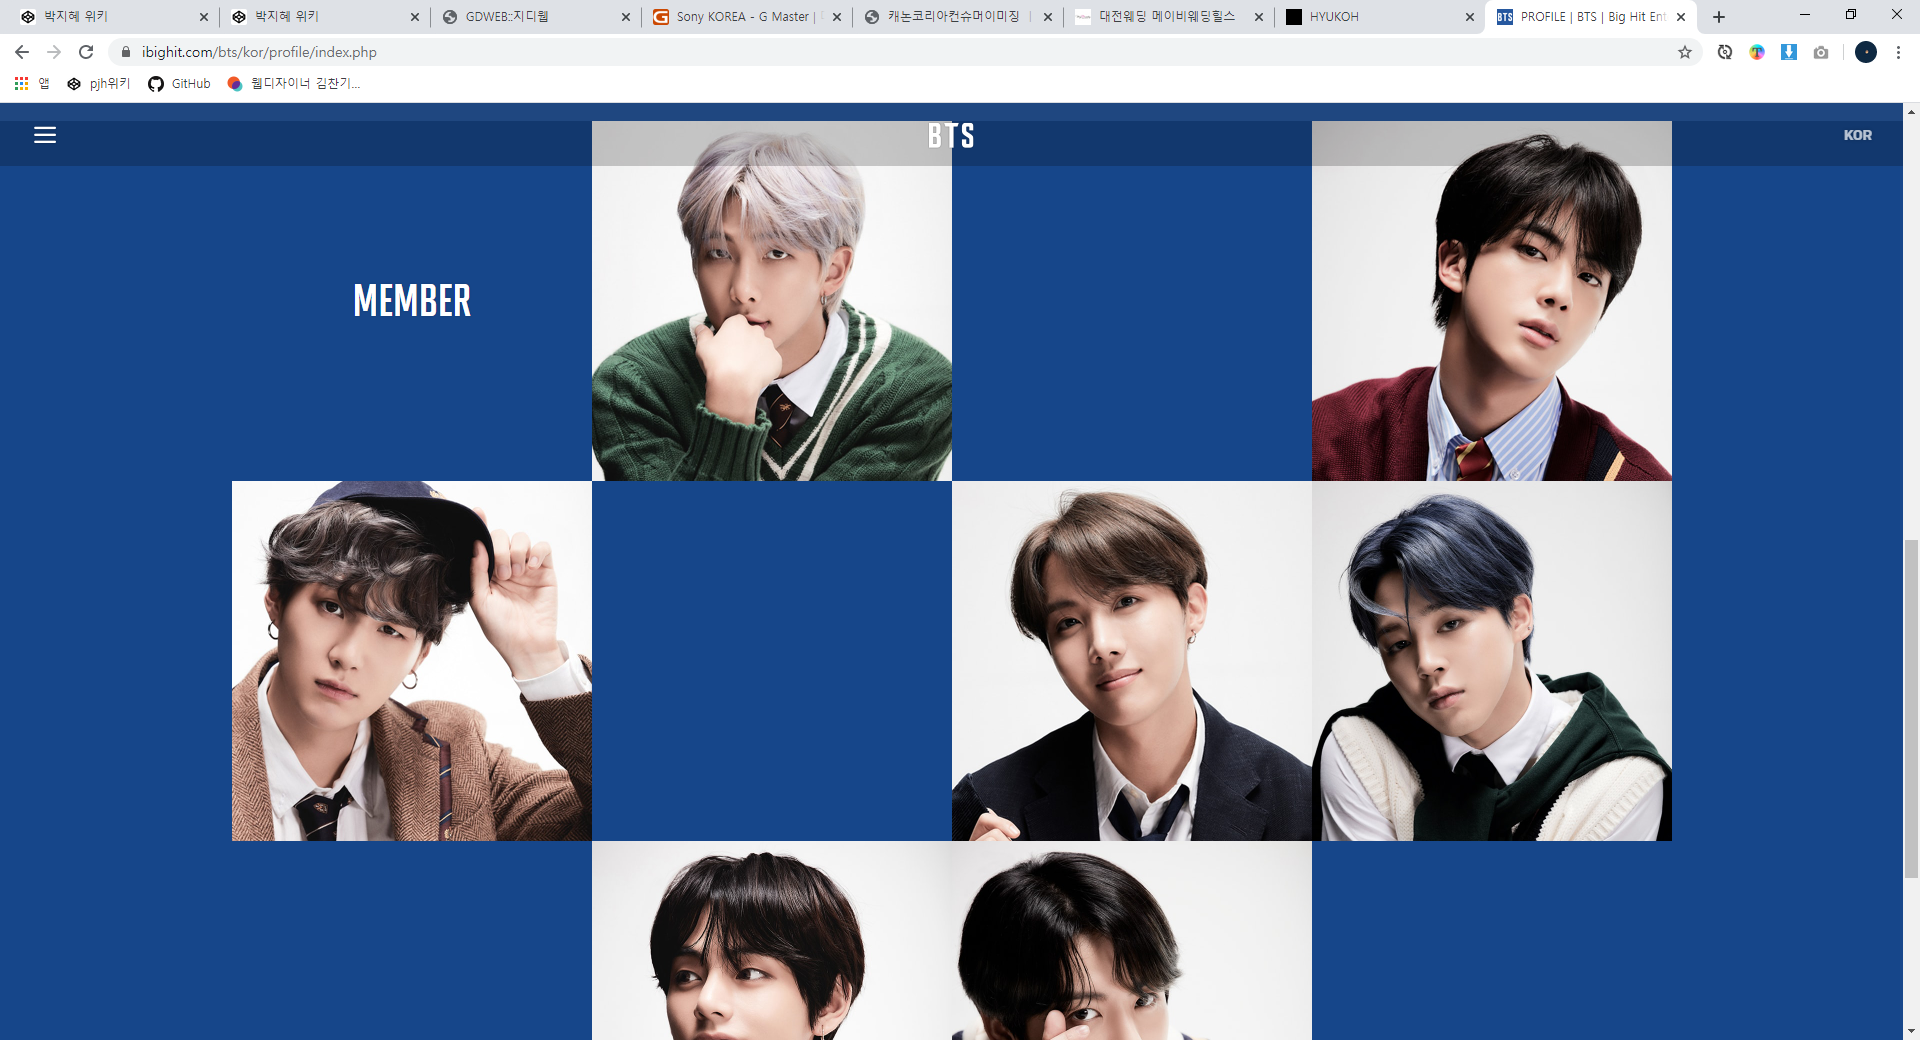 박지혜 위키
박지혜 위키
GDWEB::지디웹
Sony KOREA - G Master |
캐논코리아컨슈머이미징
대전웨딩 메이비웨딩힐스
HYUKOH
PROFILE | BTS | Big Hit Ent
ibighit.com/bts/kor/profile/index.php
앱
pjh위키
GitHub
웹디자이너 김찬기...
BTS
KOR
MEMBER